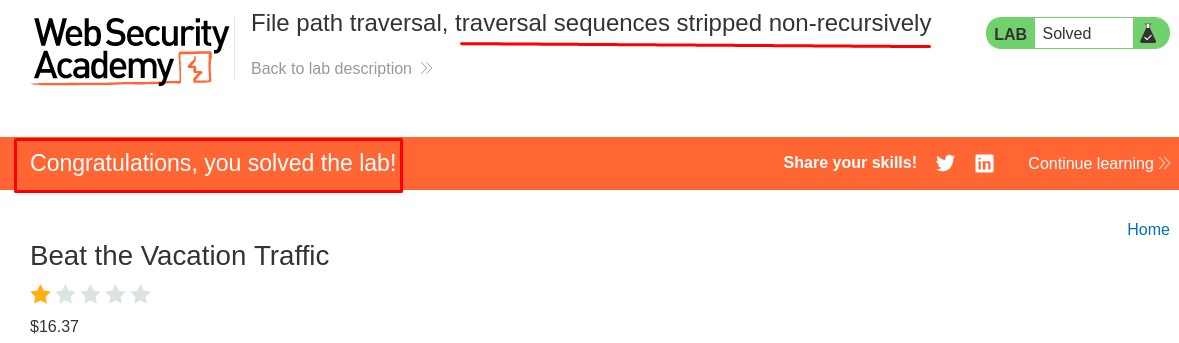 Web Security
Academy
File path traversal, traversal sequences stripped non-recursively
Back to lab description
LAB Solved
Congratulations, you solved the lab!
Share your skills!
Continue learning
Home
Beat the Vacation Traffic
$16.37